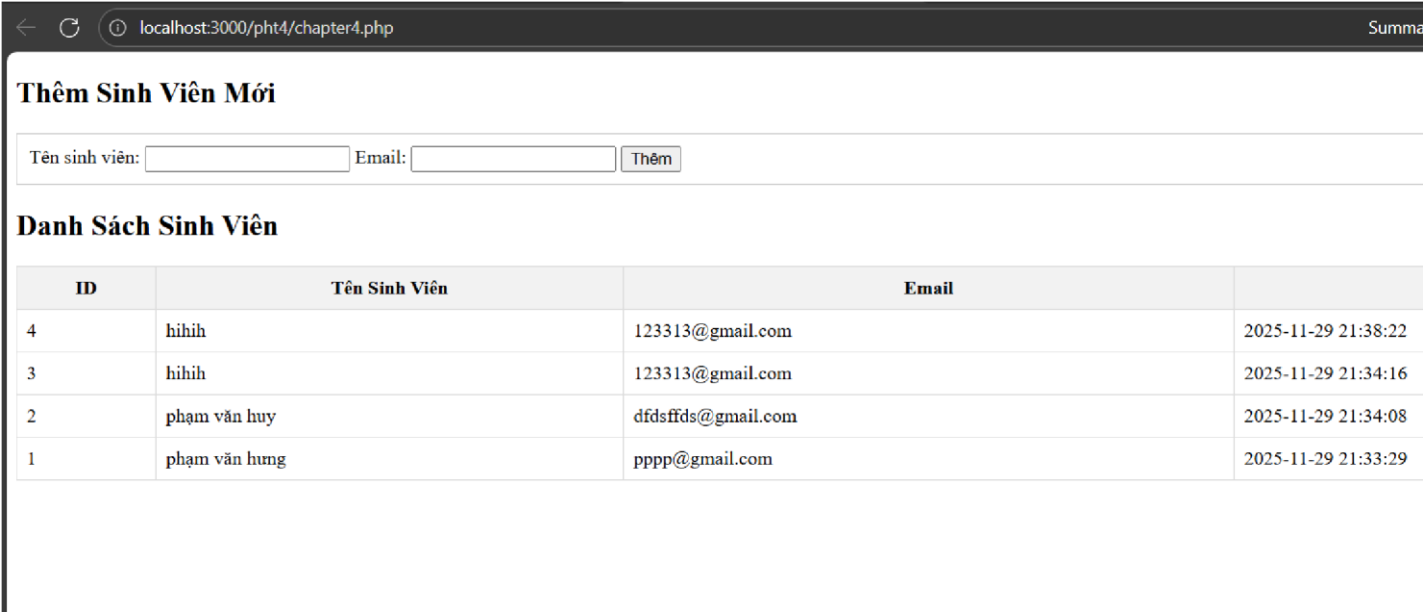 localhost:3000/pht4/chapter4.php Summa
Thêm Sinh Viên Mới
Tên sinh viên: Email: Thêm
Danh Sách Sinh Viên
ID Tên Sinh Viên Email
4 hihih 123313@gmail.com 2025-11-29 21:38:22
3 hihih 123313@gmail.com 2025-11-29 21:34:16
2 phạm văn huy dfdsffds@gmail.com 2025-11-29 21:34:08
1 phạm văn hưng pppp@gmail.com 2025-11-29 21:33:29